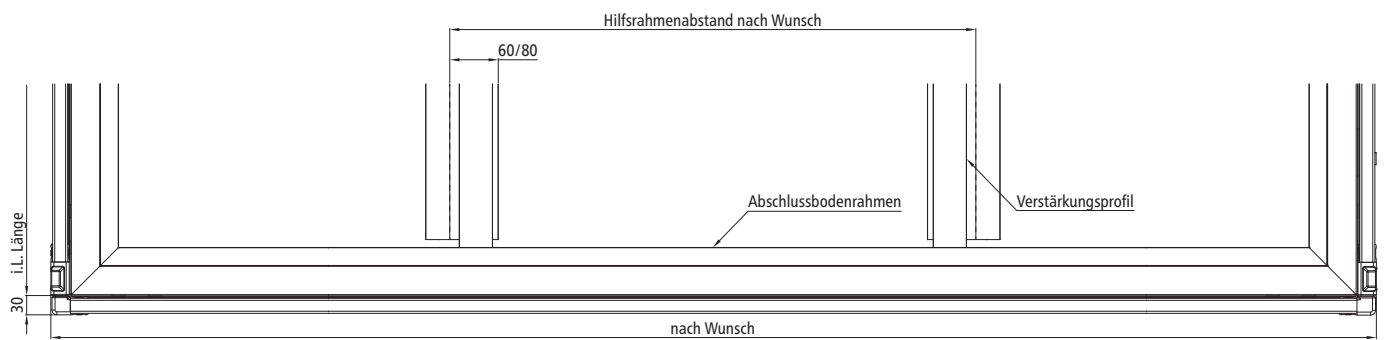 Hilfsrahmenabstand nach Wunsch
60/80
Abschlussbodenrahmen
Verstärkungsprofil
i.L. Länge
30
nach Wunsch